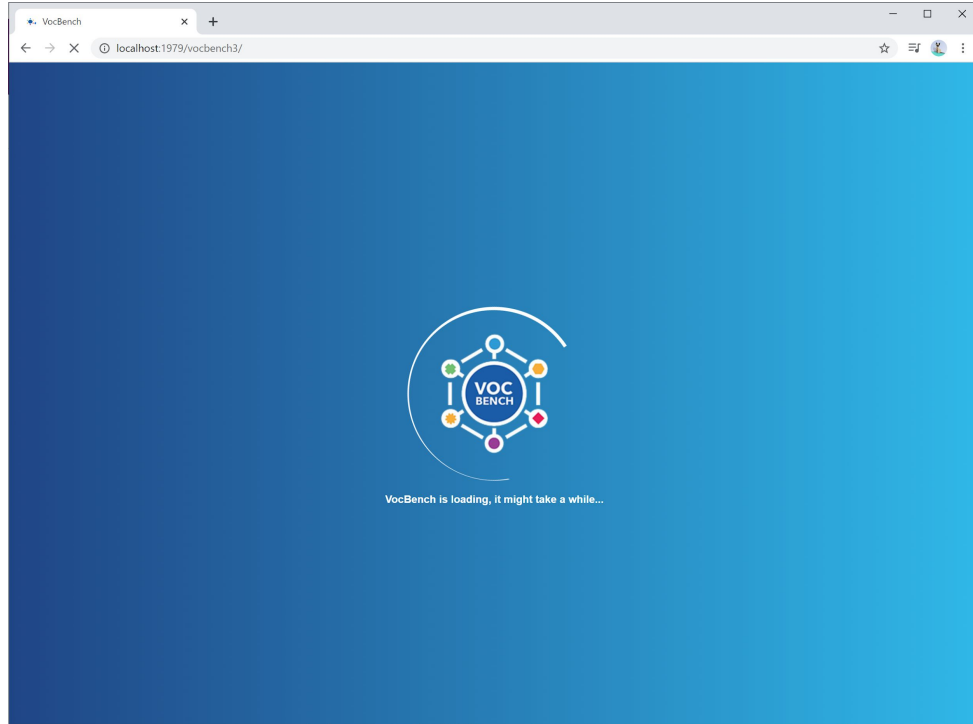 VocBench
localhost:1979/vocbench3/
VOC
BENCH
VocBench is loading, it might take a while...